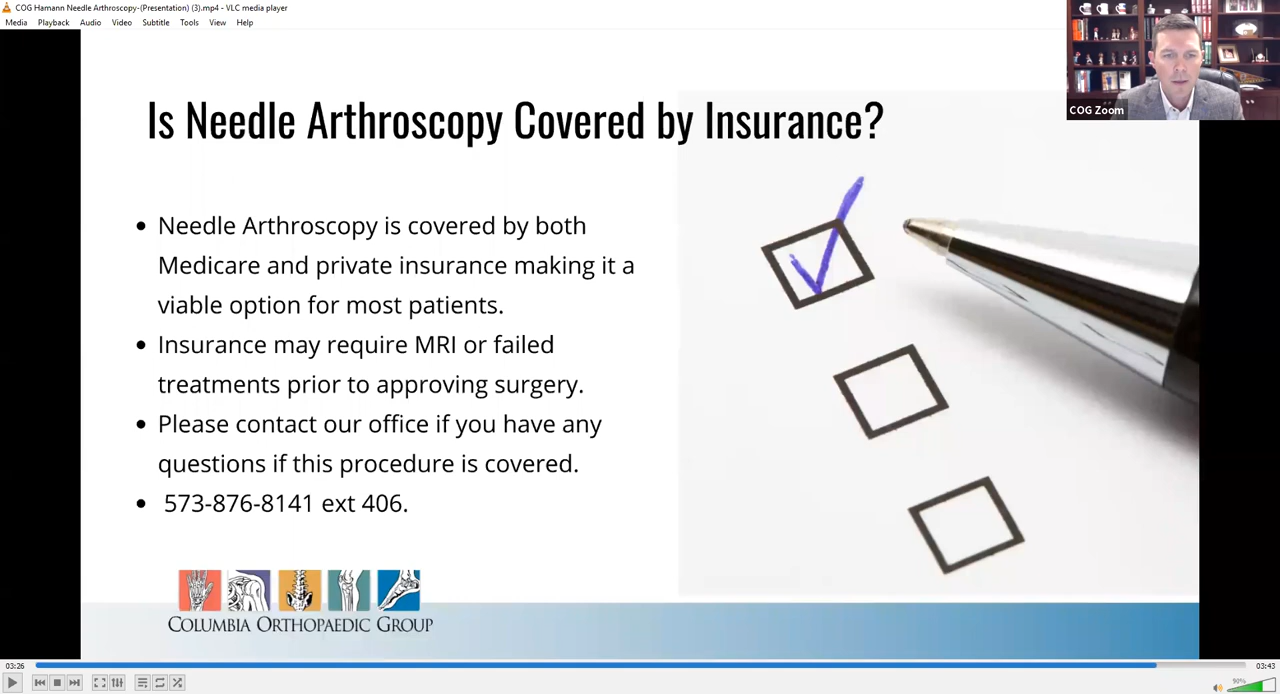 COG Hamann Needle Arthroscopy-(Presentation) (3).mp4 - VLC media player
Media Playback Audio Video Subtitle Tools View Help
COG Zoom
Is Needle Arthroscopy Covered by Insurance?
Needle Arthroscopy is covered by both
Medicare and private insurance making it a
viable option for most patients.
Insurance may require MRI or failed
treatments prior to approving surgery.
Please contact our office if you have any
questions if this procedure is covered.
573-876-8141 ext 406.
COLUMBIA ORTHOPAEDIC GROUP
03:26
03:43
90%